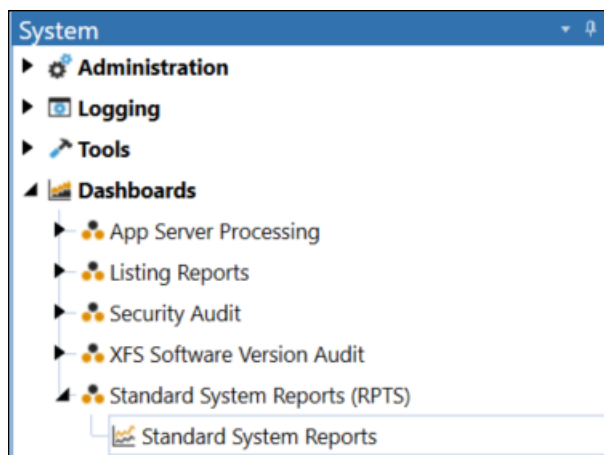 System
Administration
Logging
Tools
Dashboards
App Server Processing
Listing Reports
Security Audit
XFS Software Version Audit
Standard System Reports (RPTS)
Standard System Reports